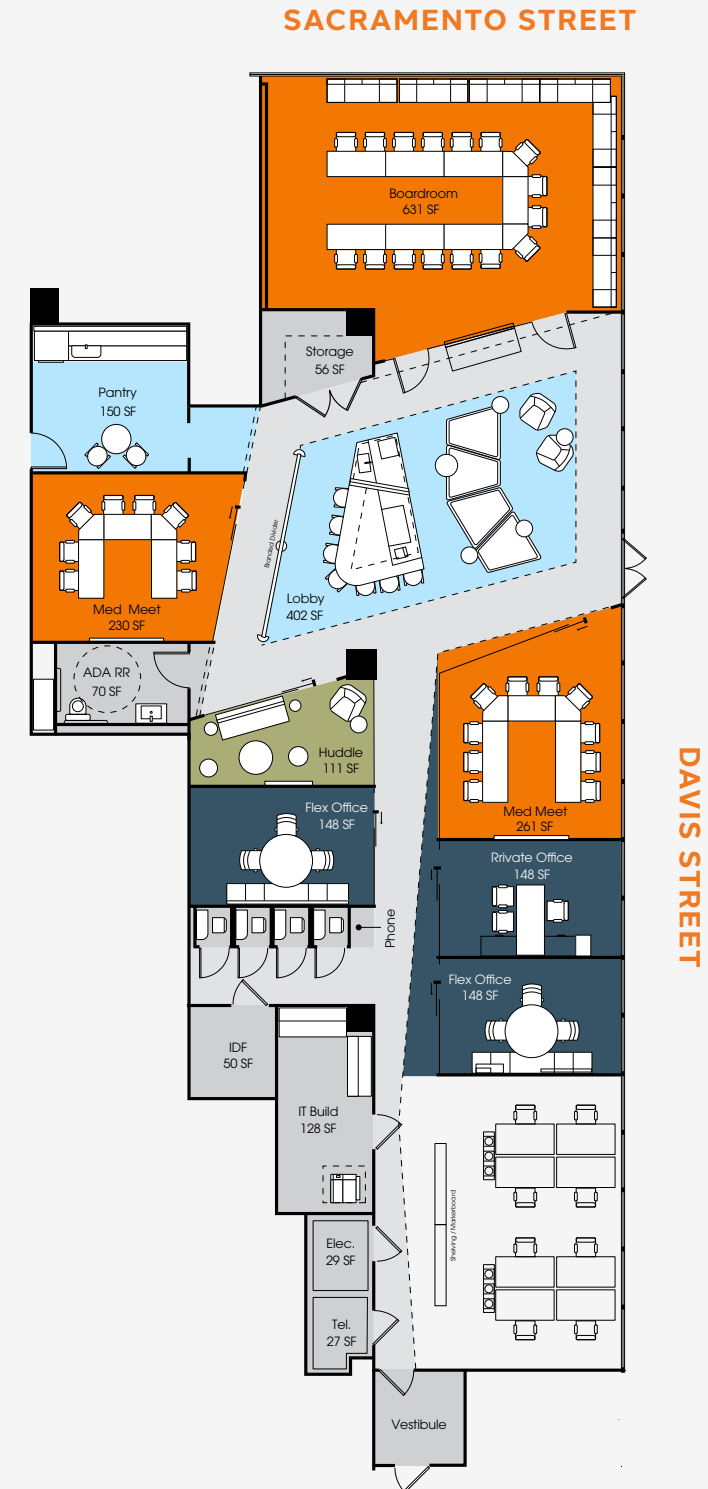 SACRAMENTO STREET
Boardroom
631 SF
Storage
56 SF
Pantry
150 SF
Branded Divider
Lobby
402 SF
Med Meet
230 SF
ADA RR
70 SF
Huddle
111 SF
Flex Office
148 SF
Med Meet
261 SF
DAVIS STREET
Rrivate Office
148 SF
Phone
Flex Office
148 SF
IDF
50 SF
IT Build
128 SF
Shelving / Markerboard
Elec.
29 SF
Tel.
27 SF
Vestibule